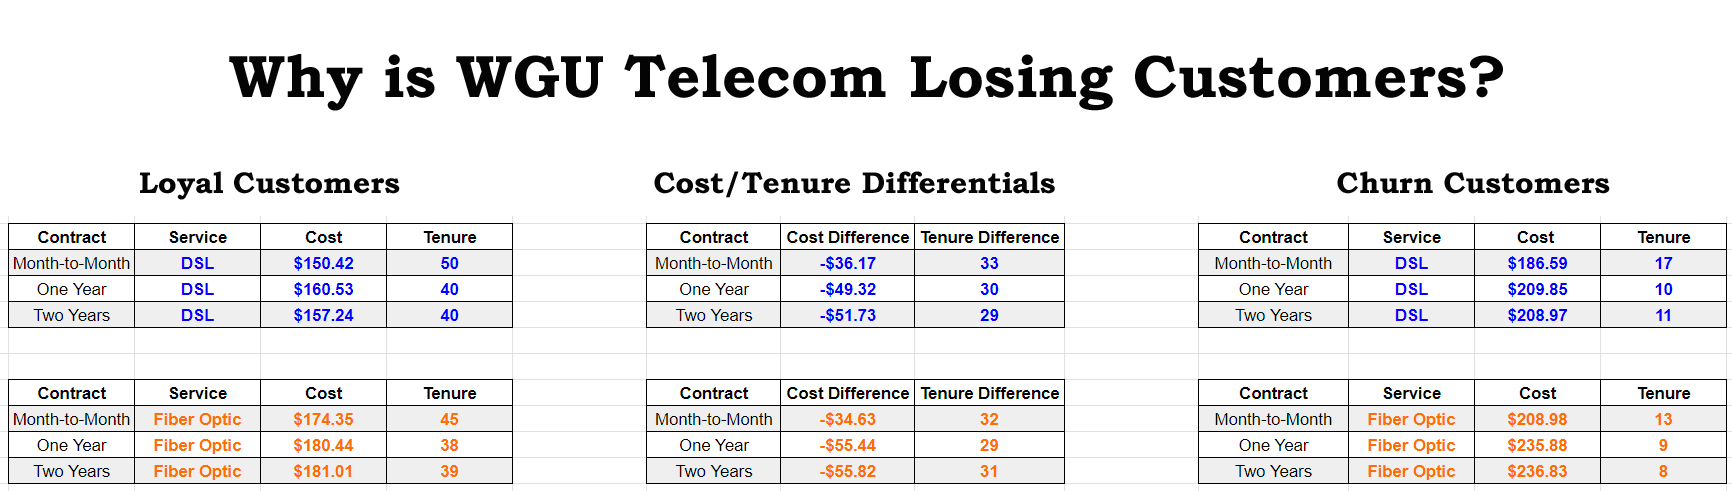 Why is WGU Telecom Losing Customers?
Loyal Customers
Contract Service Cost Tenure
Month-to-Month DSL $150.42 50
One Year DSL $160.53 40
Two Years DSL $157.24 40
Contract Service Cost Tenure
Month-to-Month Fiber Optic $174.35 45
One Year Fiber Optic $180.44 38
Two Years Fiber Optic $181.01 39
Cost/Tenure Differentials
Contract Cost Difference Tenure Difference
Month-to-Month -$36.17 33
One Year -$49.32 30
Two Years -$51.73 29
Contract Cost Difference Tenure Difference
Month-to-Month -$34.63 32
One Year -$55.44 29
Two Years -$55.82 31
Churn Customers
Contract Service Cost Tenure
Month-to-Month DSL $186.59 17
One Year DSL $209.85 10
Two Years DSL $208.97 11
Contract Service Cost Tenure
Month-to-Month Fiber Optic $208.98 13
One Year Fiber Optic $235.88 9
Two Years Fiber Optic $236.83 8